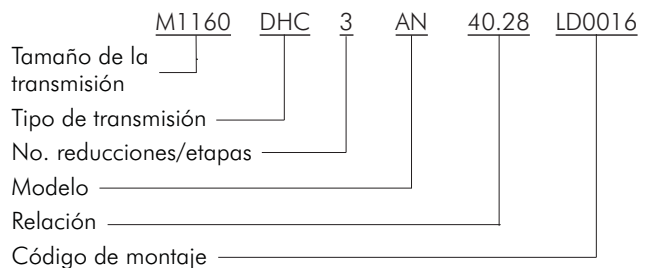 M1160 DHC 3 AN 40.28 LD0016
Tamaño de la
transmisión
Tipo de transmisión
No. reducciones/etapas
Modelo
Relación
Código de montaje